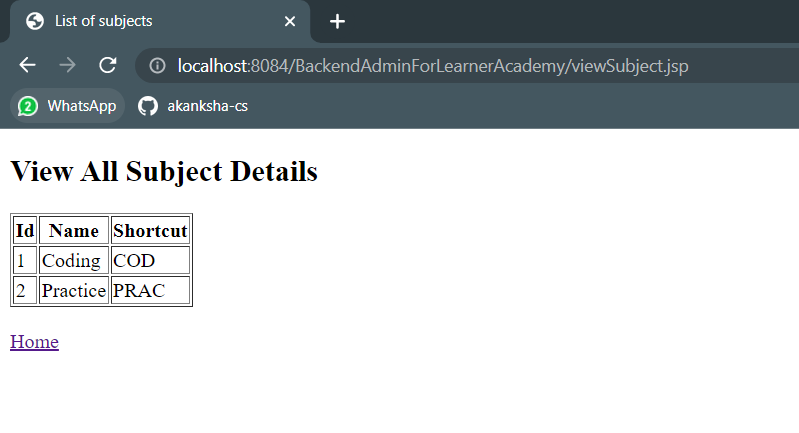 List of subjects
localhost:8084/BackendAdminForLearnerAcademy/viewSubject.jsp
2 WhatsApp akanksha-cs
View All Subject Details
Id Name Shortcut
1 Coding COD
2 Practice PRAC
Home